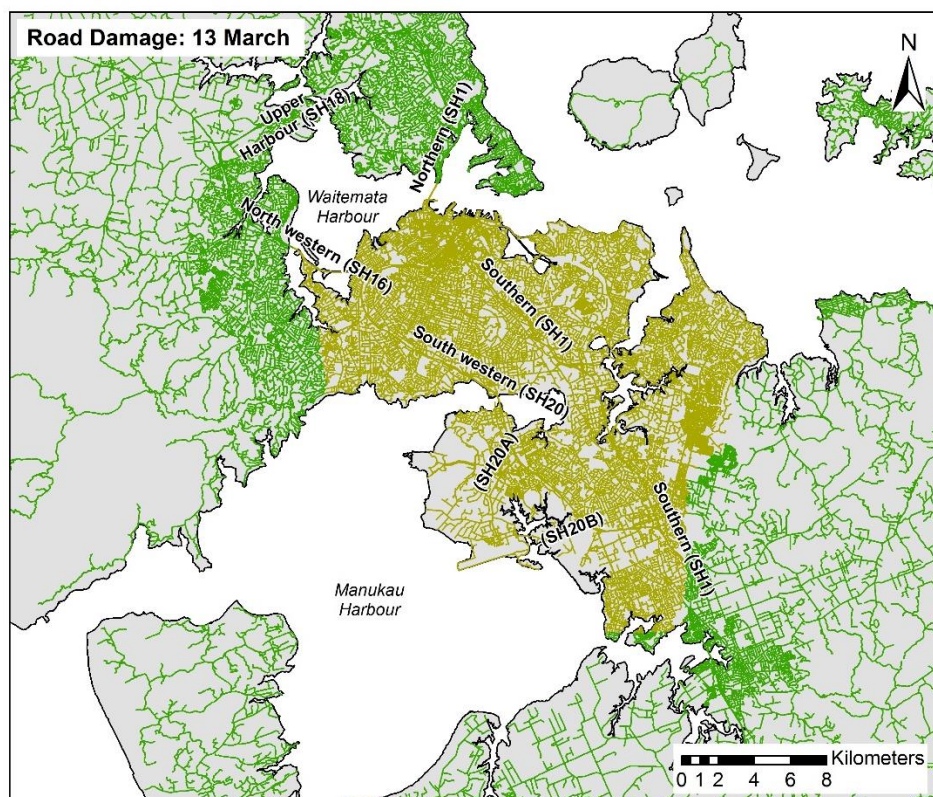 Road Damage: 13 March
N
Upper
Harbour (SH18)
Northern (SH1)
Waitemata
Harbour
North western (SH16)
Southern (SH1)
South western (SH20)
(SH20A)
(SH20B)
Southern (SH1)
Manukau
Harbour
Kilometers
0 1 2 4 6 8